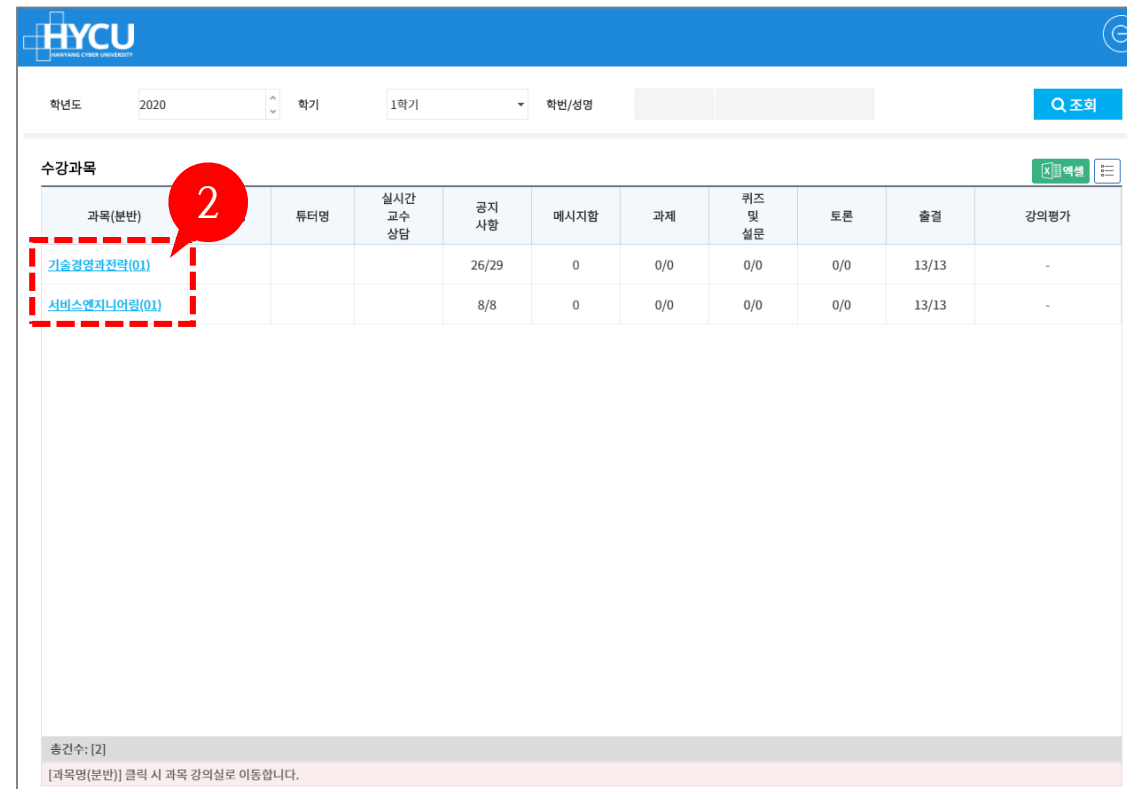 HYCU
HANYANG CYBER UNIVERSITY
학년도 2020 학기 1학기 학번/성명 조회
수강과목 엑셀
2
과목(분반) 튜터명 실시간 교수 상담 공지 사항 메시지함 과제 퀴즈 및 설문 토론 출결 강의평가
기술경영과전략(01) 26/29 0 0/0 0/0 0/0 13/13 -
서비스엔지니어링(01) 8/8 0 0/0 0/0 0/0 13/13 -
총건수: [2]
[과목명(분반)] 클릭 시 과목 강의실로 이동합니다.